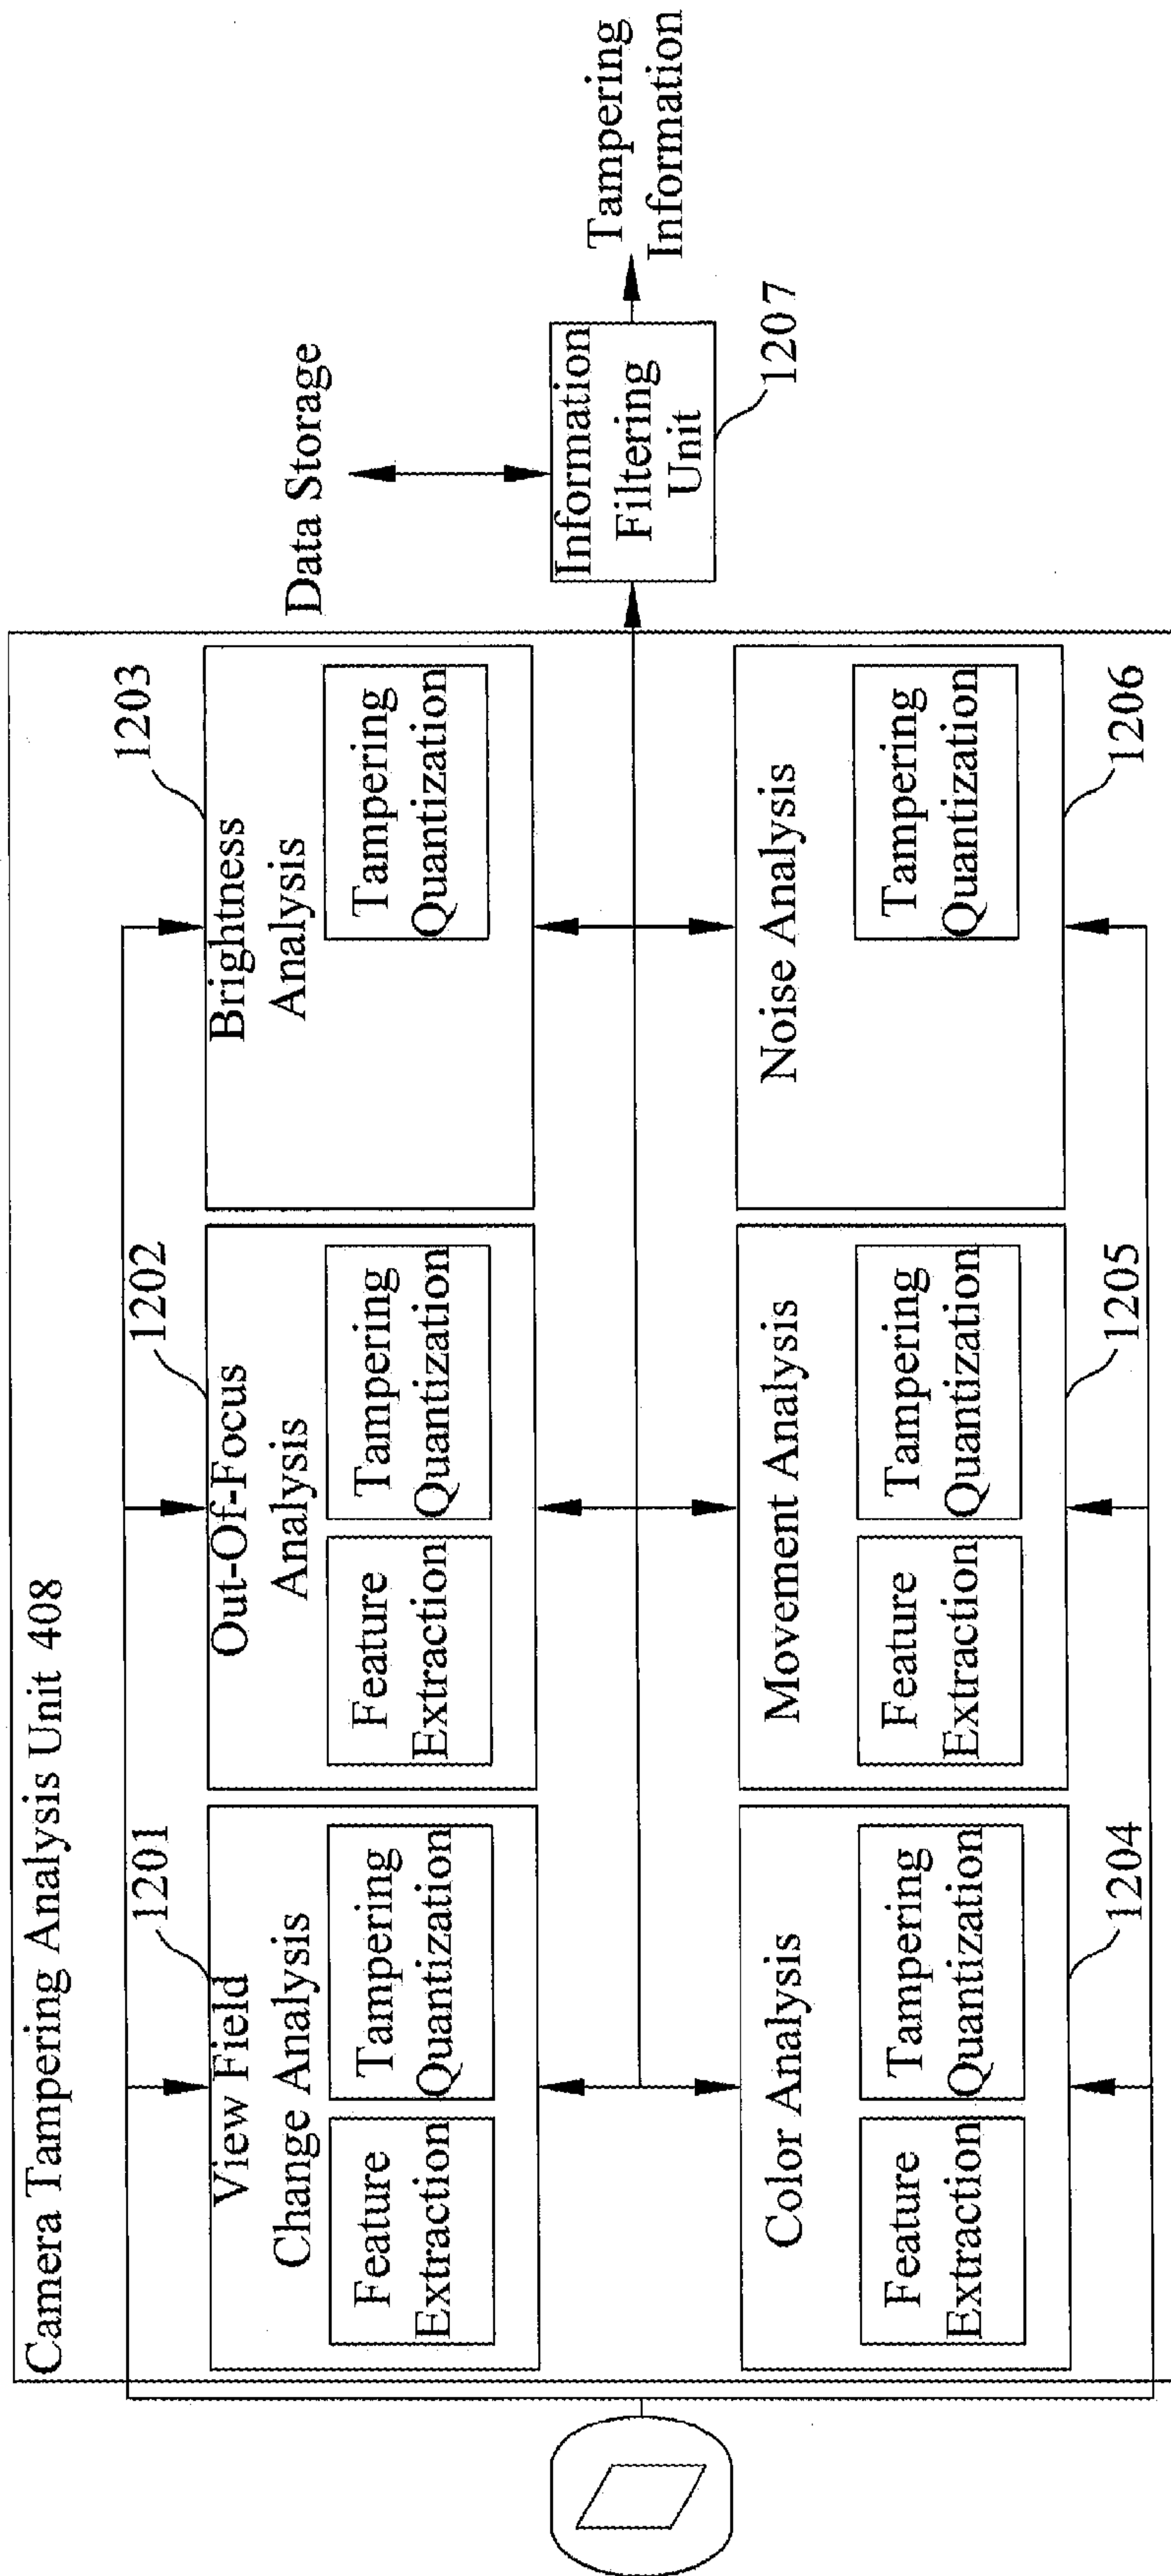 Camera Tampering Analysis Unit 408
1201
View Field
Change Analysis
Feature
Extraction
Tampering
Quantization
1202
Out-Of-Focus
Analysis
Feature
Extraction
Tampering
Quantization
1203
Brightness
Analysis
Tampering
Quantization
Color Analysis
Feature
Extraction
Tampering
Quantization
1204
Movement Analysis
Feature
Extraction
Tampering
Quantization
1205
Noise Analysis
Tampering
Quantization
1206
Data Storage
Information
Filtering
Unit
1207
Tampering
Information